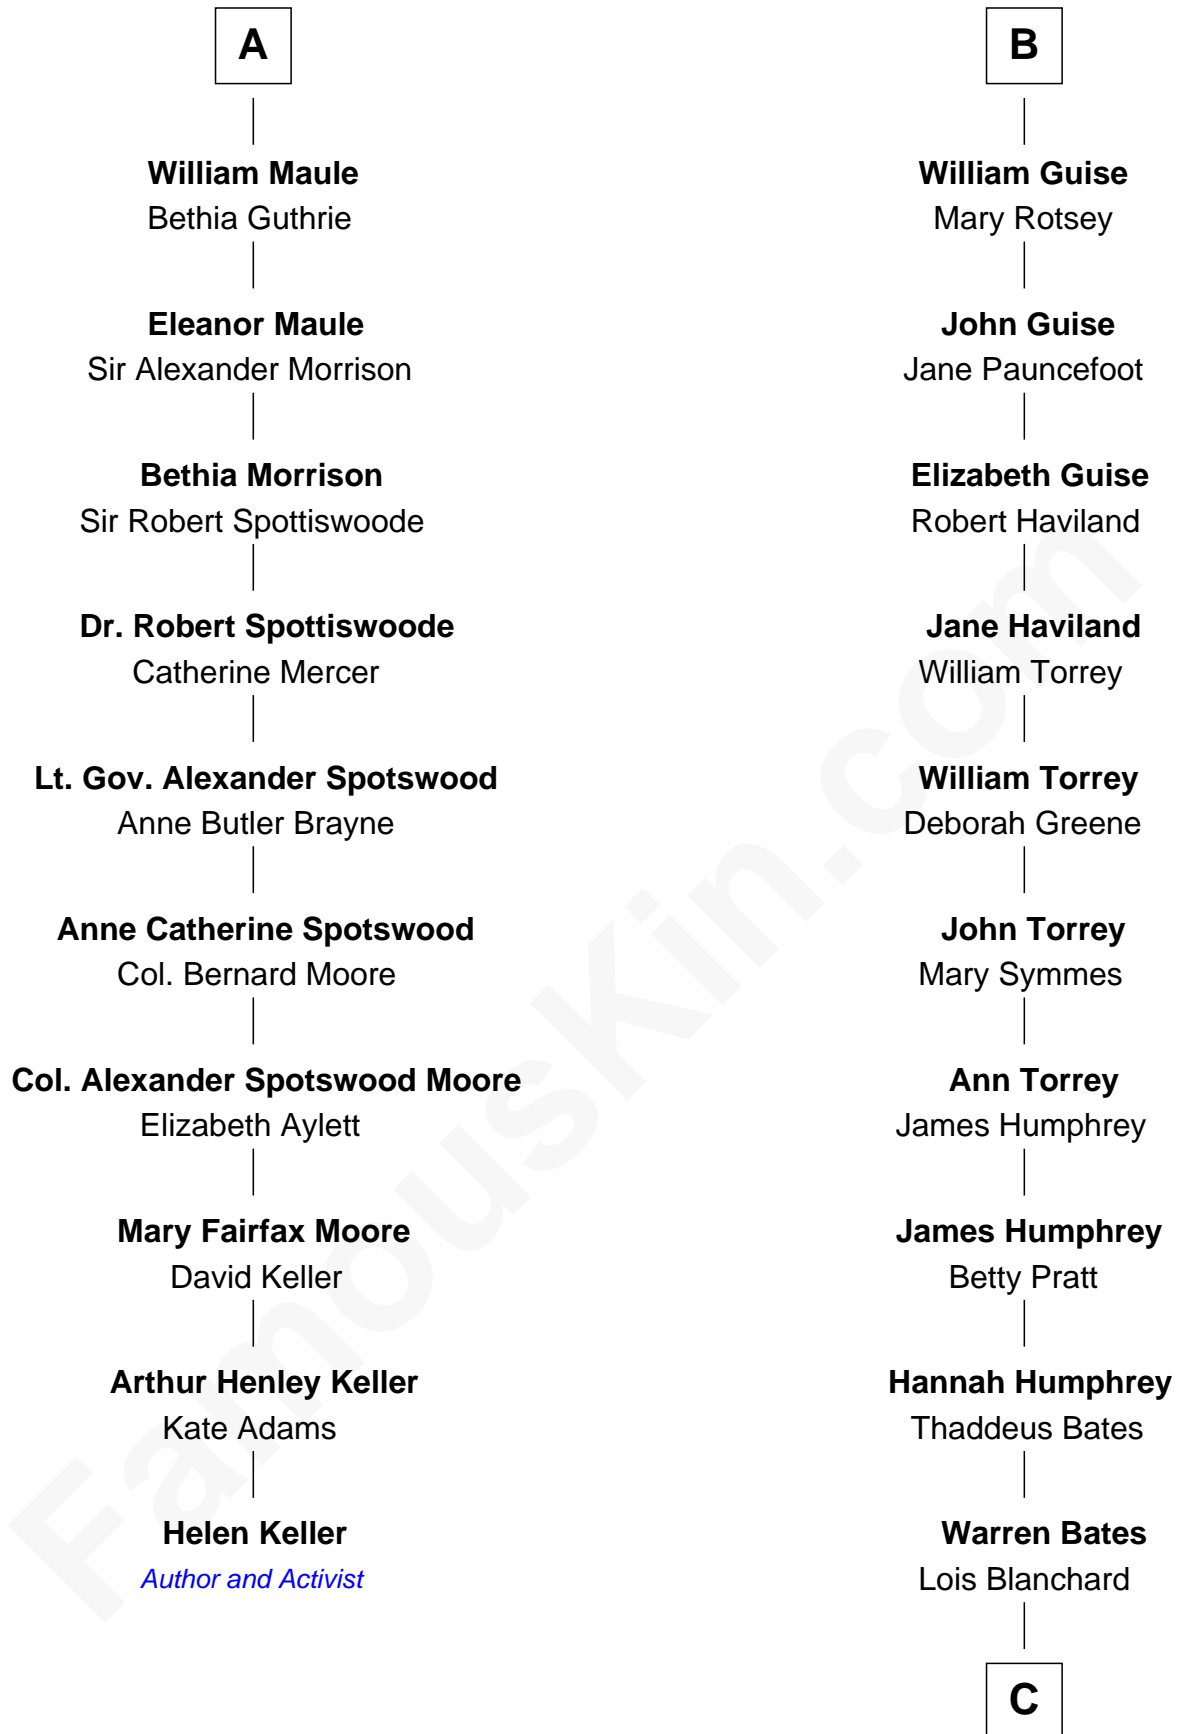 A
William Maule
Bethia Guthrie
Eleanor Maule
Sir Alexander Morrison
Bethia Morrison
Sir Robert Spottiswoode
Dr. Robert Spottiswoode
Catherine Mercer
Lt. Gov. Alexander Spotswood
Anne Butler Brayne
Anne Catherine Spotswood
Col. Bernard Moore
Col. Alexander Spotswood Moore
Elizabeth Aylett
Mary Fairfax Moore
David Keller
Arthur Henley Keller
Kate Adams
Helen Keller
Author and Activist
B
William Guise
Mary Rotsey
John Guise
Jane Pauncefoot
Elizabeth Guise
Robert Haviland
Jane Haviland
William Torrey
William Torrey
Deborah Greene
John Torrey
Mary Symmes
Ann Torrey
James Humphrey
James Humphrey
Betty Pratt
Hannah Humphrey
Thaddeus Bates
Warren Bates
Lois Blanchard
C
FamousKin.com